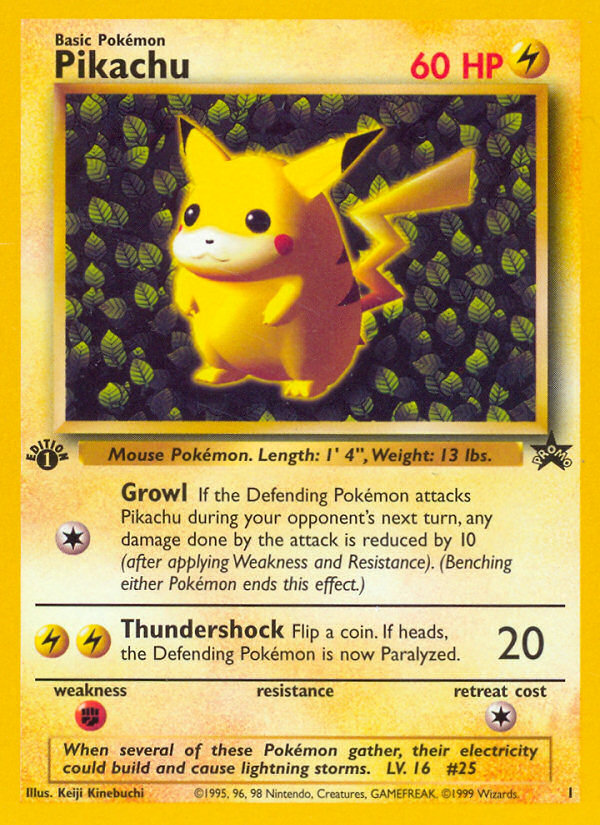 Basic Pokémon
Pikachu
60 HP
EDITION
1
Mouse Pokémon. Length: 1' 4", Weight: 13 lbs.
PROMO
Growl If the Defending Pokémon attacks
Pikachu during your opponent's next turn, any
damage done by the attack is reduced by 10
(after applying Weakness and Resistance). (Benching
either Pokémon ends this effect.)
Thundershock Flip a coin. If heads,
the Defending Pokémon is now Paralyzed.
20
weakness resistance retreat cost
When several of these Pokémon gather, their electricity
could build and cause lightning storms. LV. 16 #25
Illus. Keiji Kinebuchi ©1995, 96, 98 Nintendo, Creatures, GAMEFREAK. ©1999 Wizards. 1